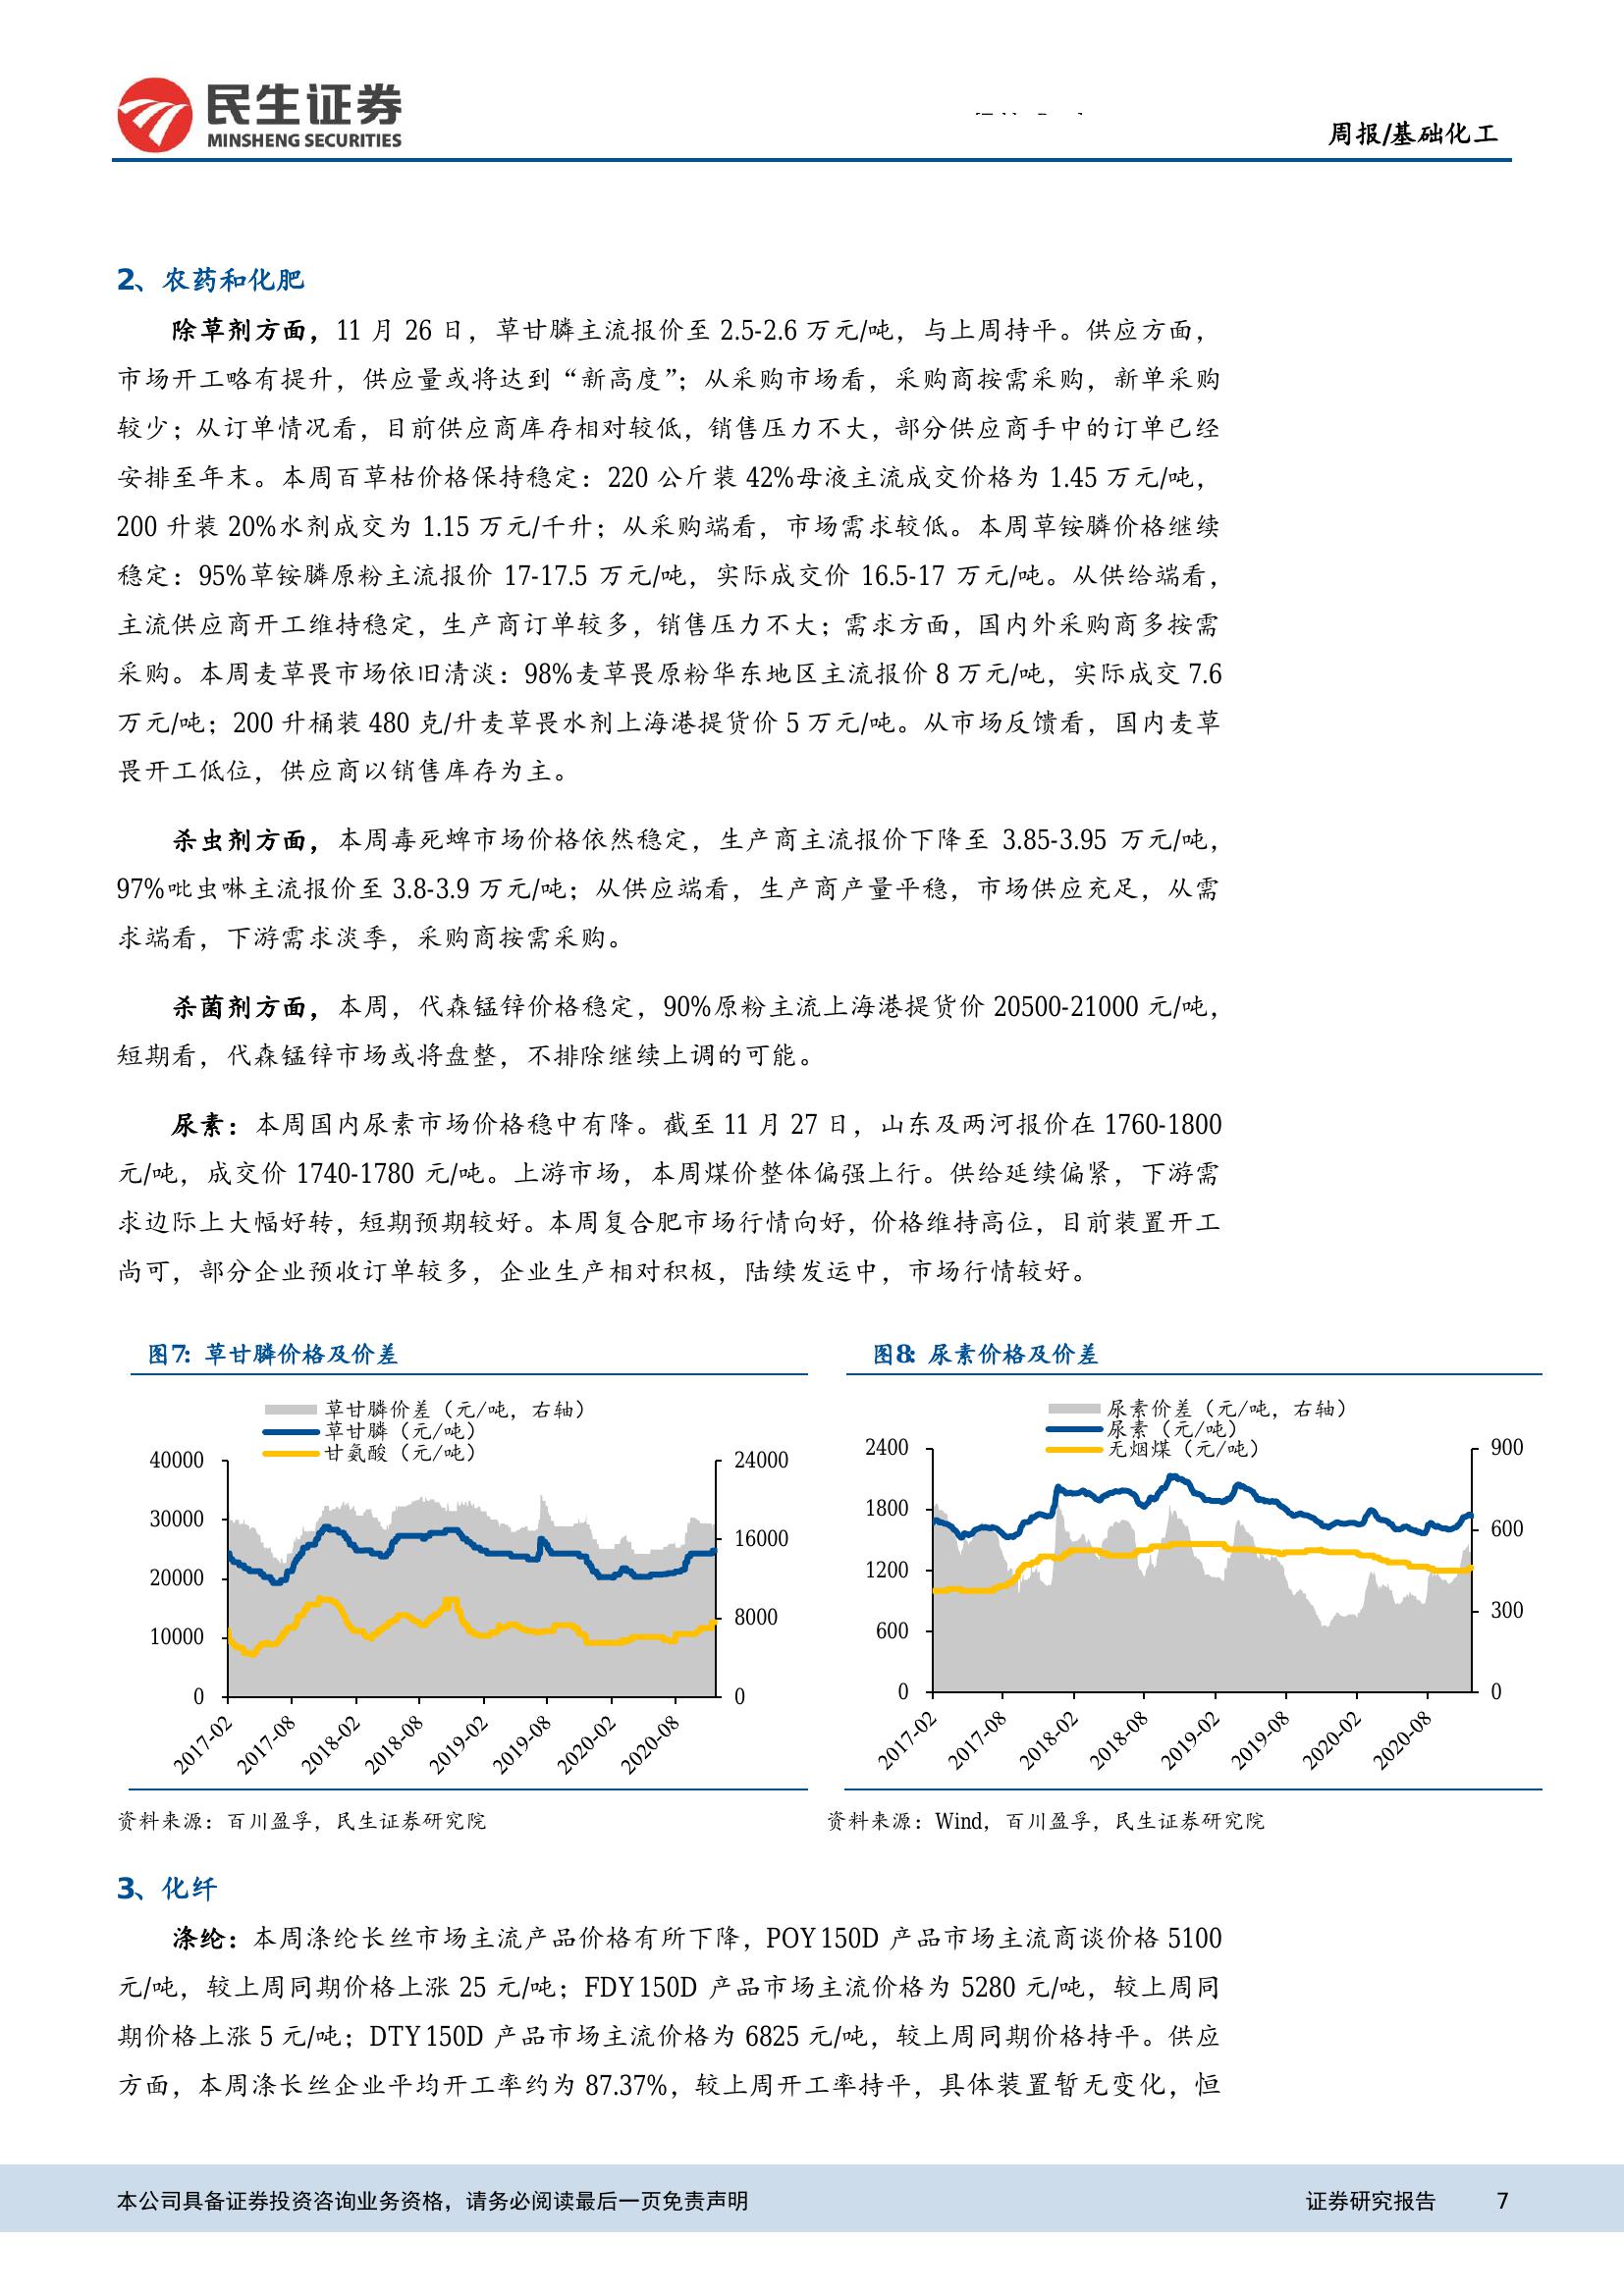 民生证券
MINSHENG SECURITIES
周报/基础化工
2、农药和化肥
除草剂方面，11 月 26 日，草甘膦主流报价至 2.5-2.6 万元/吨，与上周持平。供应方面，
市场开工略有提升，供应量或将达到“新高度”；从采购市场看，采购商按需采购，新单采购
较少；从订单情况看，目前供应商库存相对较低，销售压力不大，部分供应商手中的订单已经
安排至年末。本周百草枯价格保持稳定：220 公斤装 42%母液主流成交价格为 1.45 万元/吨，
200 升装 20%水剂成交为 1.15 万元/千升；从采购端看，市场需求较低。本周草铵膦价格继续
稳定：95%草铵膦原粉主流报价 17-17.5 万元/吨，实际成交价 16.5-17 万元/吨。从供给端看，
主流供应商开工维持稳定，生产商订单较多，销售压力不大；需求方面，国内外采购商多按需
采购。本周麦草畏市场依旧清淡：98%麦草畏原粉华东地区主流报价 8 万元/吨，实际成交 7.6
万元/吨；200 升桶装 480 克/升麦草畏水剂上海港提货价 5 万元/吨。从市场反馈看，国内麦草
畏开工低位，供应商以销售库存为主。
杀虫剂方面，本周毒死蜱市场价格依然稳定，生产商主流报价下降至 3.85-3.95 万元/吨，
97%吡虫啉主流报价至 3.8-3.9 万元/吨；从供应端看，生产商产量平稳，市场供应充足，从需
求端看，下游需求淡季，采购商按需采购。
杀菌剂方面，本周，代森锰锌价格稳定，90%原粉主流上海港提货价 20500-21000 元/吨，
短期看，代森锰锌市场或将盘整，不排除继续上调的可能。
尿素：本周国内尿素市场价格稳中有降。截至 11 月 27 日，山东及两河报价在 1760-1800
元/吨，成交价 1740-1780 元/吨。上游市场，本周煤价整体偏强上行。供给延续偏紧，下游需
求边际上大幅好转，短期预期较好。本周复合肥市场行情向好，价格维持高位，目前装置开工
尚可，部分企业预收订单较多，企业生产相对积极，陆续发运中，市场行情较好。
图7：草甘膦价格及价差
草甘膦价差（元/吨，右轴）
草甘膦（元/吨）
甘氨酸（元/吨）
40000
30000
20000
10000
0
24000
16000
8000
0
2017-02
2017-08
2018-02
2018-08
2019-02
2019-08
2020-02
2020-08
资料来源：百川盈孚，民生证券研究院
图8：尿素价格及价差
尿素价差（元/吨，右轴）
尿素（元/吨）
无烟煤（元/吨）
2400
1800
1200
600
0
900
600
300
0
2017-02
2017-08
2018-02
2018-08
2019-02
2019-08
2020-02
2020-08
资料来源：Wind，百川盈孚，民生证券研究院
3、化纤
涤纶：本周涤纶长丝市场主流产品价格有所下降，POY 150D 产品市场主流商谈价格 5100
元/吨，较上周同期价格上涨 25 元/吨；FDY 150D 产品市场主流价格为 5280 元/吨，较上周同
期价格上涨 5 元/吨；DTY 150D 产品市场主流价格为 6825 元/吨，较上周同期价格持平。供应
方面，本周涤长丝企业平均开工率约为 87.37%，较上周开工率持平，具体装置暂无变化，恒
本公司具备证券投资咨询业务资格，请务必阅读最后一页免责声明
证券研究报告
7